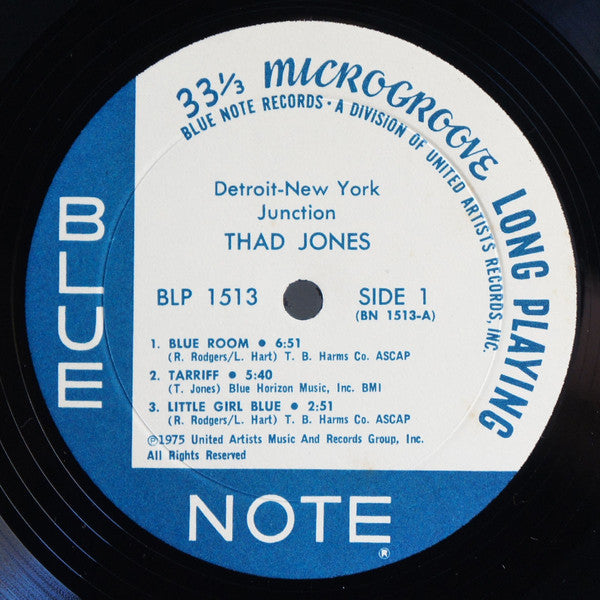 33⅓ MICROGROOVE LONG PLAYING
BLUE NOTE RECORDS • A DIVISION OF UNITED ARTISTS RECORDS, INC.
Detroit-New York
Junction
THAD JONES
BLP 1513
SIDE 1
(BN 1513-A)
1. BLUE ROOM • 6:51
(R. Rodgers/L. Hart) T. B. Harms Co. ASCAP
2. TARRIFF • 5:40
(T. Jones) Blue Horizon Music, Inc. BMI
3. LITTLE GIRL BLUE • 2:51
(R. Rodgers/L. Hart) T. B. Harms Co. ASCAP
℗1975 United Artists Music And Records Group, Inc.
All Rights Reserved
BLUE
NOTE
®